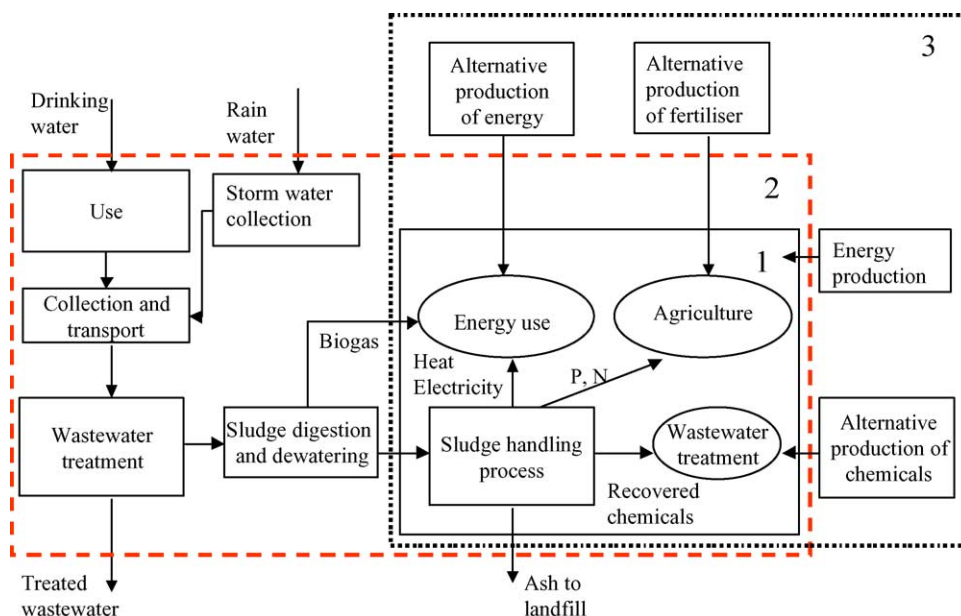 3
Alternative
production
of energy
Alternative
production
of fertiliser
Drinking
water
Rain
water
2
Use
Storm water
collection
1
Energy
production
Collection and
transport
Biogas
Energy use
Agriculture
Heat
Electricity
P, N
Wastewater
treatment
Sludge digestion
and dewatering
Sludge handling
process
Wastewater
treatment
Alternative
production of
chemicals
Recovered
chemicals
Treated
wastewater
Ash to
landfill